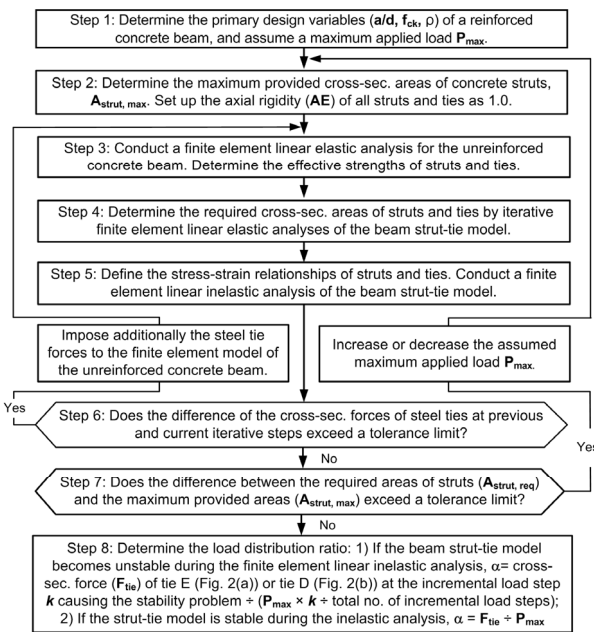 Step 1: Determine the primary design variables (a/d, fck, ρ) of a reinforced
concrete beam, and assume a maximum applied load Pmax.
Step 2: Determine the maximum provided cross-sec. areas of concrete struts,
Astrut, max. Set up the axial rigidity (AE) of all struts and ties as 1.0.
Step 3: Conduct a finite element linear elastic analysis for the unreinforced
concrete beam. Determine the effective strengths of struts and ties.
Step 4: Determine the required cross-sec. areas of struts and ties by iterative
finite element linear elastic analyses of the beam strut-tie model.
Step 5: Define the stress-strain relationships of struts and ties. Conduct a finite
element linear inelastic analysis of the beam strut-tie model.
Impose additionally the steel tie
forces to the finite element model of
the unreinforced concrete beam.
Increase or decrease the assumed
maximum applied load Pmax.
Yes
Step 6: Does the difference of the cross-sec. forces of steel ties at previous
and current iterative steps exceed a tolerance limit?
Yes
No
Step 7: Does the difference between the required areas of struts (Astrut, req)
and the maximum provided areas (Astrut, max) exceed a tolerance limit?
No
Step 8: Determine the load distribution ratio: 1) If the beam strut-tie model
becomes unstable during the finite element linear inelastic analysis, α= cross-
sec. force (Ftie) of tie E (Fig. 2(a)) or tie D (Fig. 2(b)) at the incremental load step
k causing the stability problem ÷ (Pmax × k ÷ total no. of incremental load steps);
2) If the strut-tie model is stable during the inelastic analysis, α = Ftie ÷ Pmax